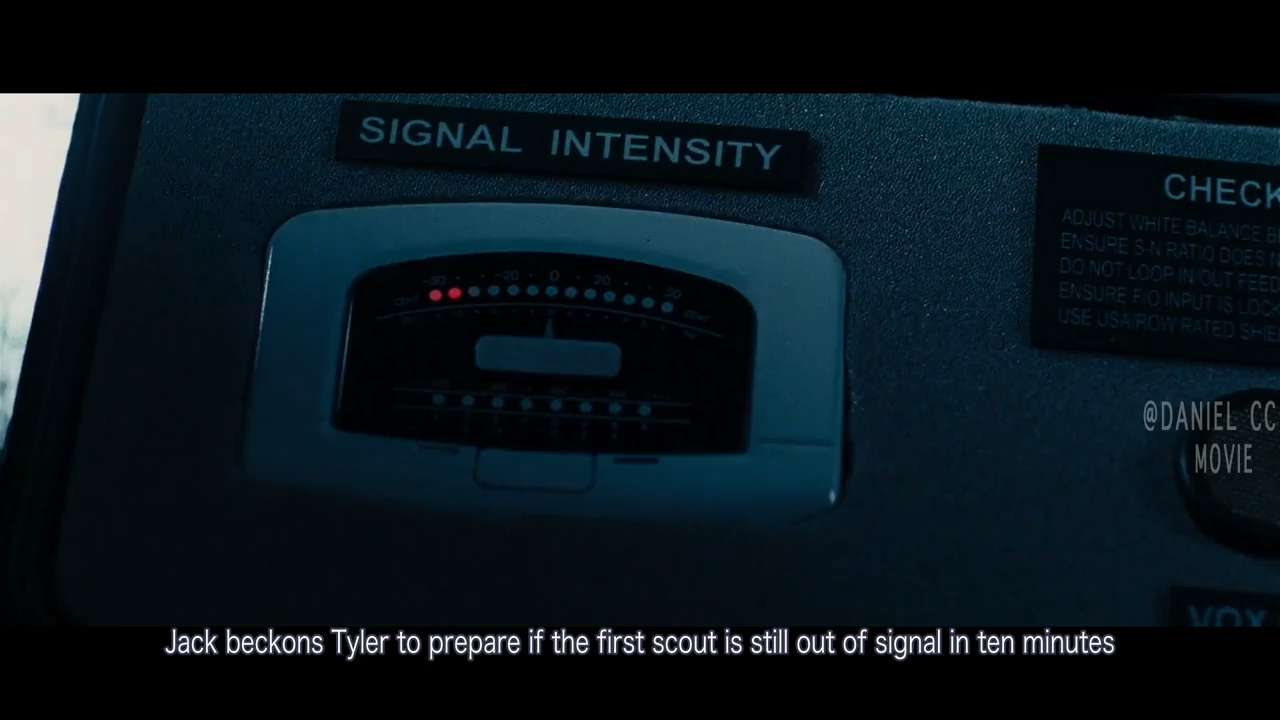 SIGNAL INTENSITY
CHECK
ADJUST WHITE BALANCE
ENSURE S-N RATIO DOES
DO NOT LOOP IN/OUT FEED
ENSURE F/O INPUT IS
USE USA/ROW RATED
-20 0 20
@DANIEL CC
MOVIE
VOX
Jack beckons Tyler to prepare if the first scout is still out of signal in ten minutes